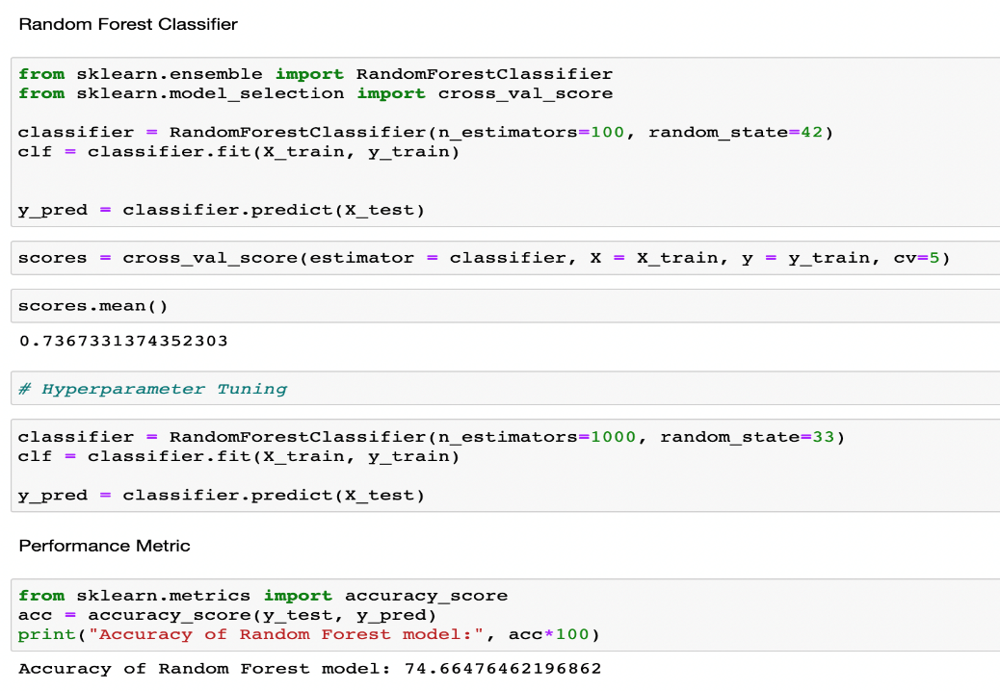 Random Forest Classifier
from sklearn.ensemble import RandomForestClassifier
from sklearn.model_selection import cross_val_score
classifier = RandomForestClassifier(n_estimators=100, random_state=42)
clf = classifier.fit(X_train, y_train)
y_pred = classifier.predict(X_test)
scores = cross_val_score(estimator = classifier, X = X_train, y = y_train, cv=5)
scores.mean()
0.7367331374352303
# Hyperparameter Tuning
classifier = RandomForestClassifier(n_estimators=1000, random_state=33)
clf = classifier.fit(X_train, y_train)
y_pred = classifier.predict(X_test)
Performance Metric
from sklearn.metrics import accuracy_score
acc = accuracy_score(y_test, y_pred)
print("Accuracy of Random Forest model:", acc*100)
Accuracy of Random Forest model: 74.66476462196862